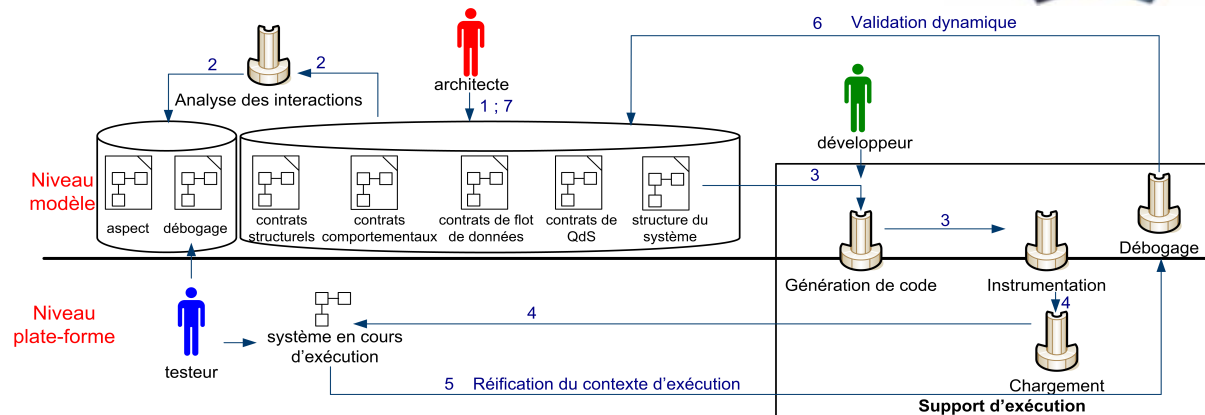 6 Validation dynamique
2
2
architecte
Analyse des interactions
1 ; 7
développeur
Niveau
modèle
aspect
débogage
contrats
structurels
contrats
comportementaux
contrats de flot
de données
contrats de
QdS
structure du
système
3
3
Débogage
Génération de code
Instrumentation
Niveau
plate-forme
4
4
système en cours
d'exécution
testeur
5 Réification du contexte d'exécution
Chargement
Support d'exécution